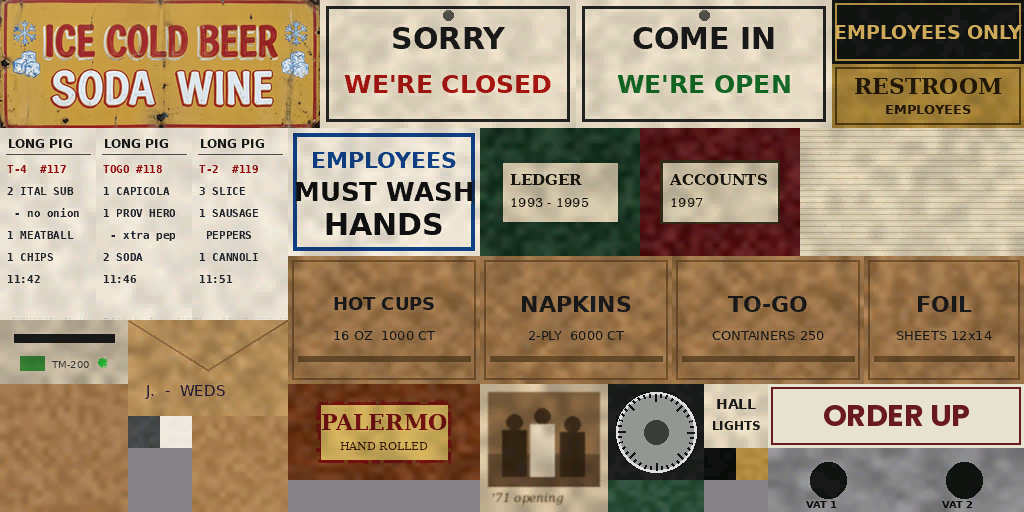 ICE COLD BEER
SODA WINE
SORRY
WE'RE CLOSED
COME IN
WE'RE OPEN
EMPLOYEES ONLY
RESTROOM
EMPLOYEES
LONG PIG
T-4 #117
2 ITAL SUB
- no onion
1 MEATBALL
1 CHIPS
11:42
LONG PIG
TOGO #118
1 CAPICOLA
1 PROV HERO
- xtra pep
2 SODA
11:46
LONG PIG
T-2 #119
3 SLICE
1 SAUSAGE
PEPPERS
1 CANNOLI
11:51
EMPLOYEES
MUST WASH
HANDS
LEDGER
1993 - 1995
ACCOUNTS
1997
HOT CUPS
16 OZ 1000 CT
NAPKINS
2-PLY 6000 CT
TO-GO
CONTAINERS 250
FOIL
SHEETS 12x14
TM-200
J. - WEDS
PALERMO
HAND ROLLED
'71 opening
HALL
LIGHTS
ORDER UP
VAT 1
VAT 2